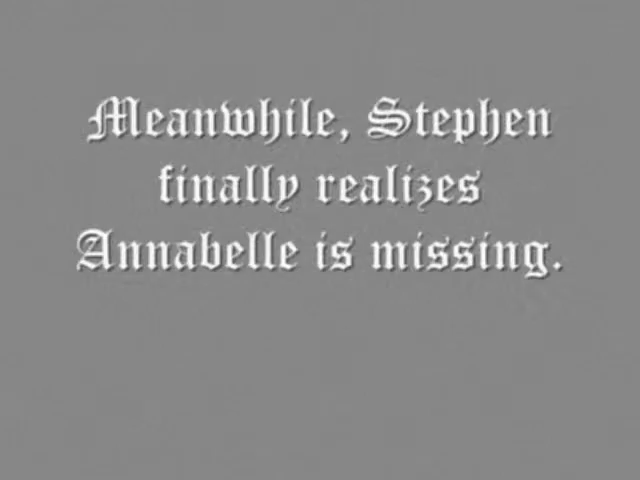 Meanwhile, Stephen
finally realizes
Annabelle is missing.